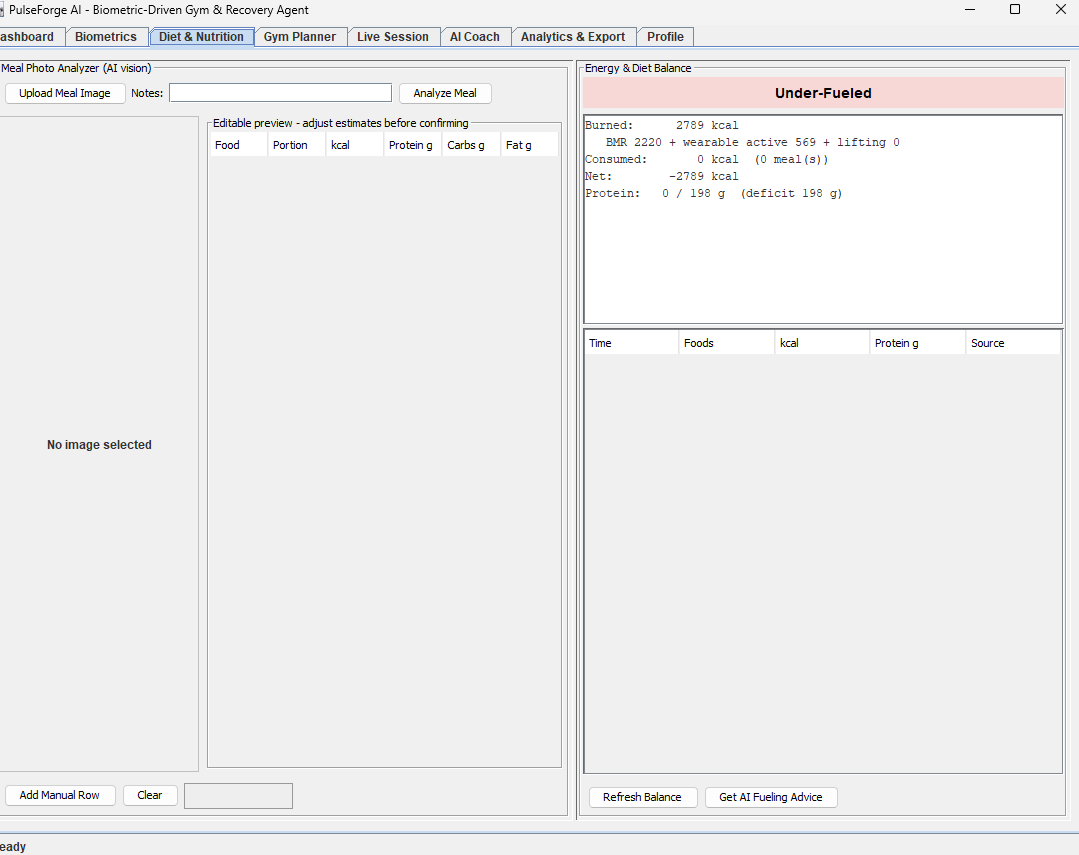 PulseForge AI - Biometric-Driven Gym & Recovery Agent
ashboard Biometrics Diet & Nutrition Gym Planner Live Session AI Coach Analytics & Export Profile
Meal Photo Analyzer (AI vision)
Upload Meal Image Notes: Analyze Meal
Editable preview - adjust estimates before confirming
Food Portion kcal Protein g Carbs g Fat g
No image selected
Add Manual Row Clear
Energy & Diet Balance
Under-Fueled
Burned: 2789 kcal
BMR 2220 + wearable active 569 + lifting 0
Consumed: 0 kcal (0 meal(s))
Net: -2789 kcal
Protein: 0 / 198 g (deficit 198 g)
Time Foods kcal Protein g Source
Refresh Balance Get AI Fueling Advice
eady